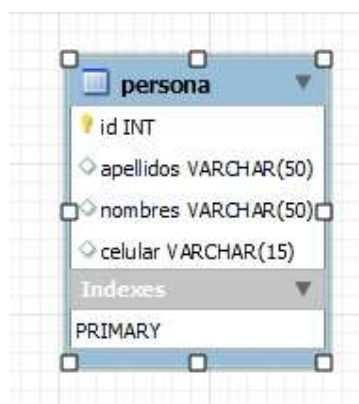 persona
id INT
apellidos VARCHAR(50)
nombres VARCHAR(50)
celular VARCHAR(15)
Indexes
PRIMARY